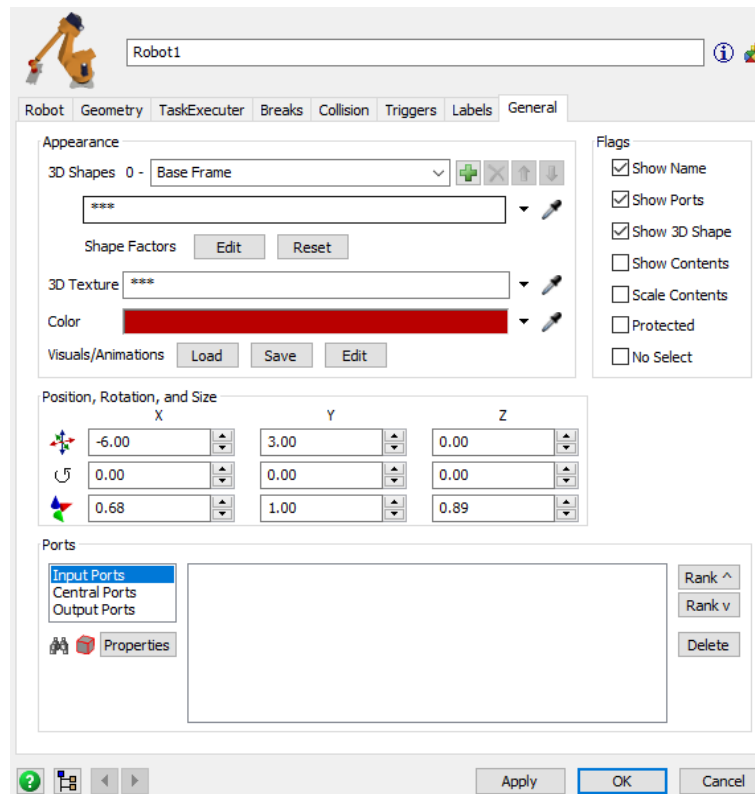 Robot1
Robot Geometry TaskExecuter Breaks Collision Triggers Labels General
Appearance
3D Shapes 0 - Base Frame
***
Shape Factors Edit Reset
3D Texture ***
Color
Visuals/Animations Load Save Edit
Flags
Show Name
Show Ports
Show 3D Shape
Show Contents
Scale Contents
Protected
No Select
Position, Rotation, and Size
X Y Z
-6.00 3.00 0.00
0.00 0.00 0.00
0.68 1.00 0.89
Ports
Input Ports
Central Ports
Output Ports
Properties
Rank ^
Rank v
Delete
Apply OK Cancel